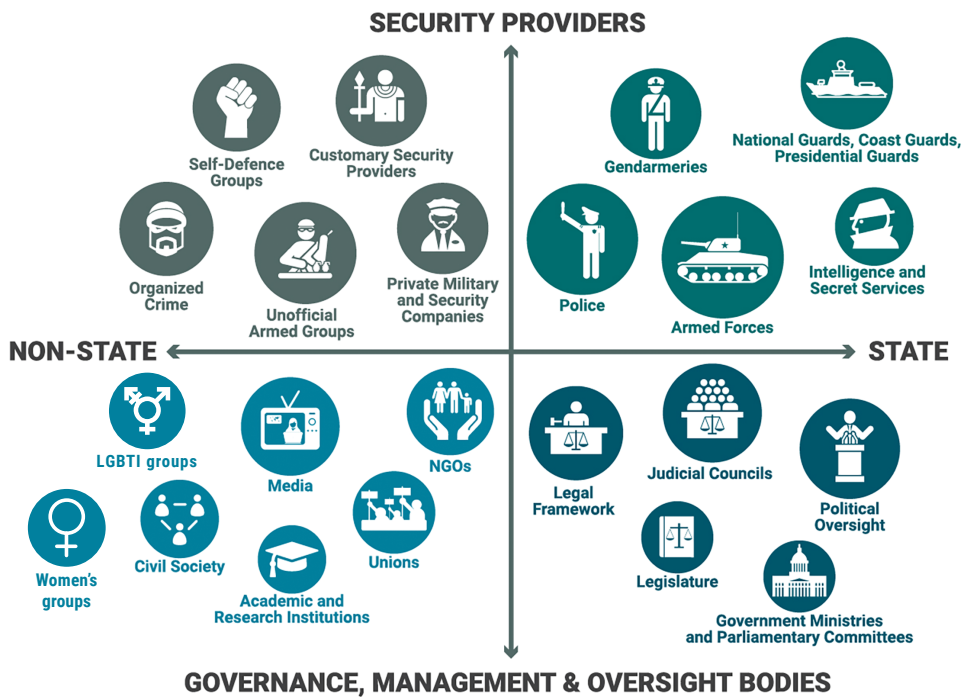 SECURITY PROVIDERS
Self-Defence
Groups
Customary Security
Providers
Gendarmeries
National Guards, Coast Guards,
Presidential Guards
Organized
Crime
Unofficial
Armed Groups
Private Military
and Security
Companies
Police
Armed Forces
Intelligence and
Secret Services
NON-STATE
STATE
LGBTI groups
Media
NGOs
Legal
Framework
Judicial Councils
Political
Oversight
Women's
groups
Civil Society
Academic and
Research Institutions
Unions
Legislature
Government Ministries
and Parliamentary Committees
GOVERNANCE, MANAGEMENT & OVERSIGHT BODIES